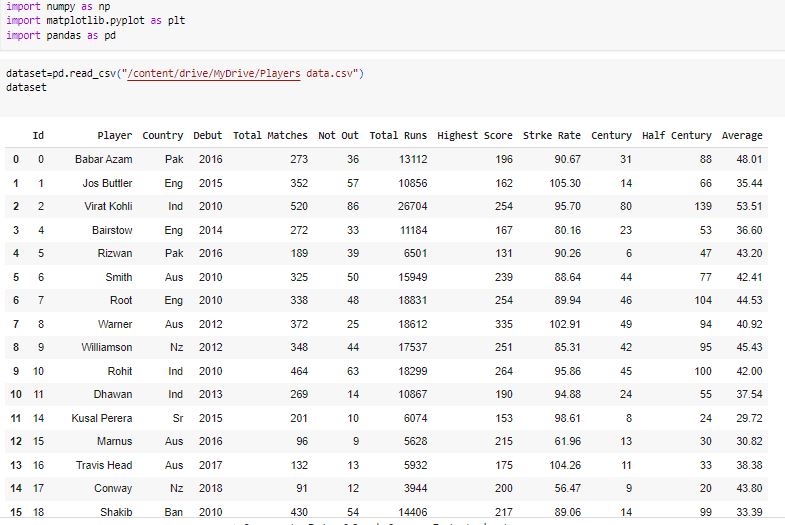 import numpy as np
import matplotlib.pyplot as plt
import pandas as pd
dataset=pd.read_csv("/content/drive/MyDrive/Players data.csv")
dataset
Id Player Country Debut Total Matches Not Out Total Runs Highest Score Strke Rate Century Half Century Average
0 0 Babar Azam Pak 2016 273 36 13112 196 90.67 31 88 48.01
1 1 Jos Buttler Eng 2015 352 57 10856 162 105.30 14 66 35.44
2 2 Virat Kohli Ind 2010 520 86 26704 254 95.70 80 139 53.51
3 4 Bairstow Eng 2014 272 33 11184 167 80.16 23 53 36.60
4 5 Rizwan Pak 2016 189 39 6501 131 90.26 6 47 43.20
5 6 Smith Aus 2010 325 50 15949 239 88.64 44 77 42.41
6 7 Root Eng 2010 338 48 18831 254 89.94 46 104 44.53
7 8 Warner Aus 2012 372 25 18612 335 102.91 49 94 40.92
8 9 Williamson Nz 2012 348 44 17537 251 85.31 42 95 45.43
9 10 Rohit Ind 2010 464 63 18299 264 95.86 45 100 42.00
10 11 Dhawan Ind 2013 269 14 10867 190 94.88 24 55 37.54
11 14 Kusal Perera Sr 2015 201 10 6074 153 98.61 8 24 29.72
12 15 Marnus Aus 2016 96 9 5628 215 61.96 13 30 30.82
13 16 Travis Head Aus 2017 132 13 5932 175 104.26 11 33 38.38
14 17 Conway Nz 2018 91 12 3944 200 56.47 9 20 43.80
15 18 Shakib Ban 2010 430 54 14406 217 89.06 14 99 33.39